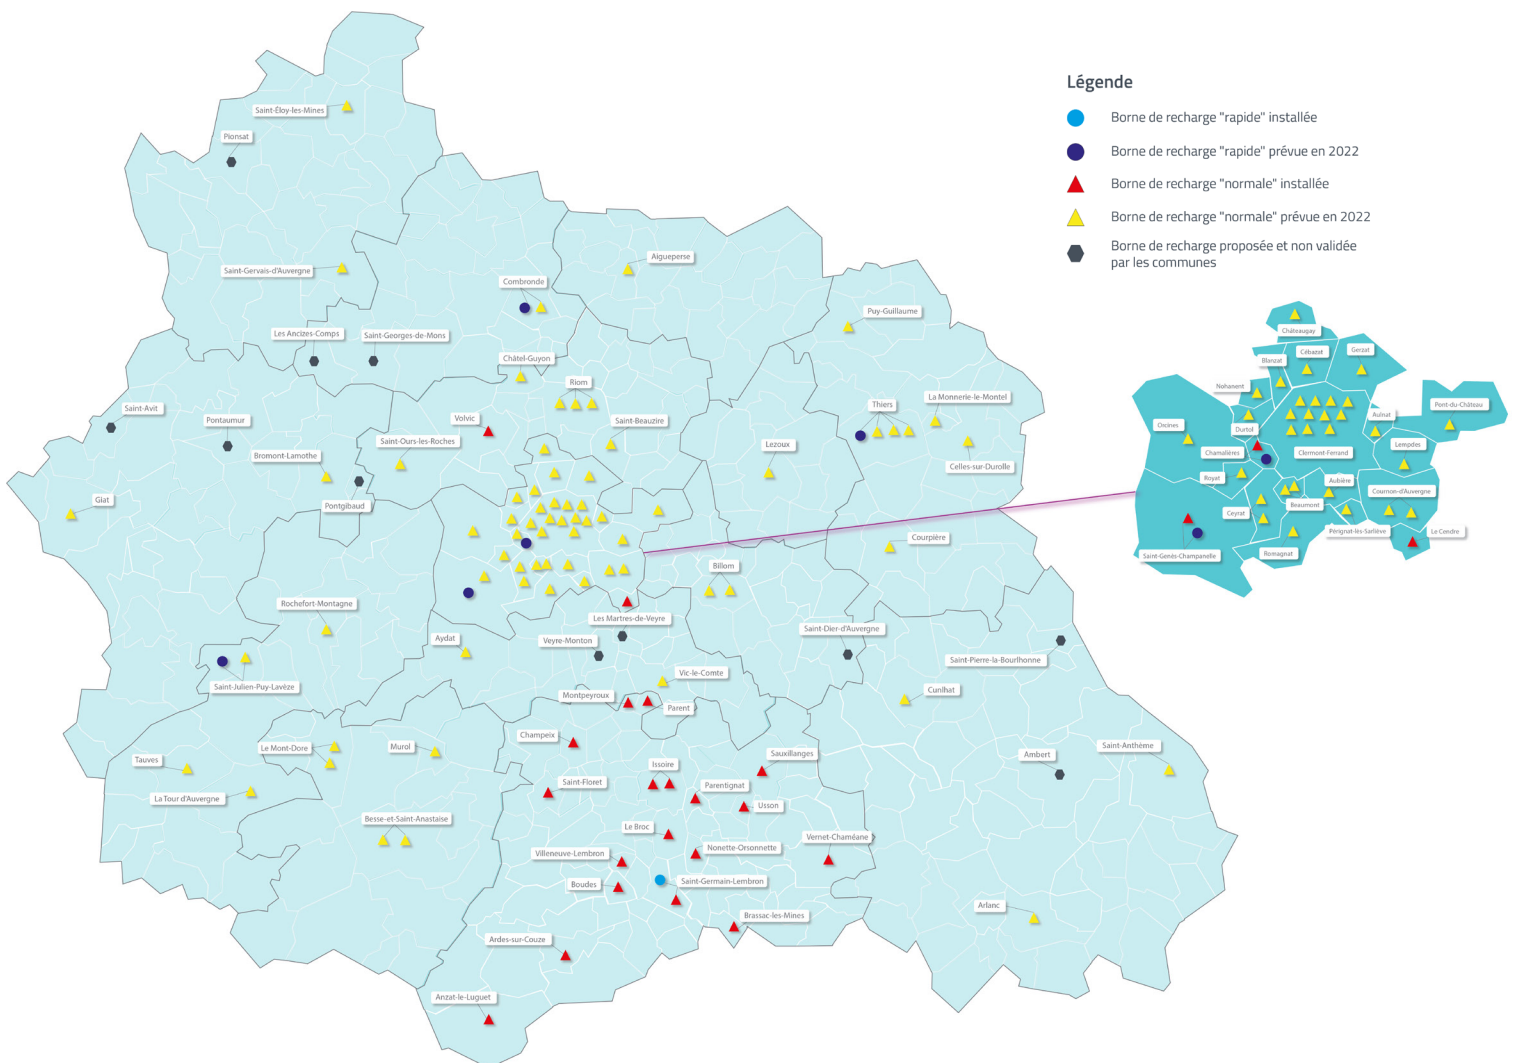 Légende
Borne de recharge "rapide" installée
Borne de recharge "rapide" prévue en 2022
Borne de recharge "normale" installée
Borne de recharge "normale" prévue en 2022
Borne de recharge proposée et non validée
par les communes
Saint-Éloy-les-Mines
Pionsat
Saint-Gervais-d'Auvergne
Aigueperse
Combronde
Puy-Guillaume
Les Ancizes-Comps
Saint-Georges-de-Mons
Châtel-Guyon
Riom
Saint-Avit
Pontaumur
Volvic
Saint-Beauzire
Thiers
La Monnerie-le-Montel
Saint-Ours-les-Roches
Lezoux
Bromont-Lamothe
Celles-sur-Durolle
Giat
Pontgibaud
Courpière
Billom
Rochefort-Montagne
Les Martres-de-Veyre
Saint-Dier-d'Auvergne
Aydat
Veyre-Monton
Saint-Pierre-la-Bourlhonne
Vic-le-Comte
Saint-Julien-Puy-Lavèze
Cunlhat
Montpeyroux
Parent
Champeix
Le Mont-Dore
Murol
Saint-Anthème
Tauves
Sauxillanges
Ambert
Issoire
Saint-Floret
Parentignat
La Tour d'Auvergne
Usson
Besse-et-Saint-Anastaise
Le Broc
Vernet-Chaméane
Nonette-Orsonnette
Villeneuve-Lembron
Boudes
Saint-Germain-Lembron
Arlanc
Brassac-les-Mines
Ardes-sur-Couze
Anzat-le-Luguet
Châteaugay
Blanzat
Cébazat
Gerzat
Nohanent
Pont-du-Château
Aulnat
Orcines
Durtol
Lempdes
Chamalières
Clermont-Ferrand
Royat
Aubière
Cournon-d'Auvergne
Beaumont
Ceyrat
Pérignat-lès-Sarliève
Le Cendre
Saint-Genès-Champanelle
Romagnat